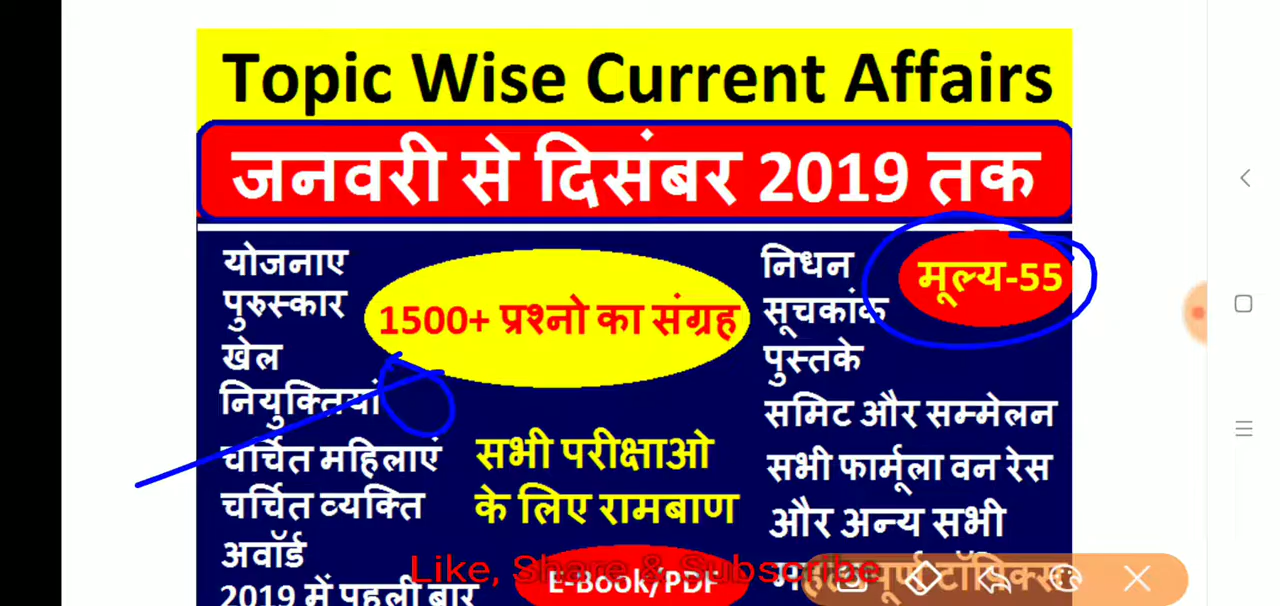 Topic Wise Current Affairs
जनवरी से दिसंबर 2019 तक
योजनाए
पुरुस्कार
खेल
नियुक्तियां
चर्चित महिलाएं
चर्चित व्यक्ति
अवॉर्ड
2019 में पहली बार
1500+ प्रश्नो का संग्रह
सभी परीक्षाओ
के लिए रामबाण
E-Book/PDF
मूल्य-55
निधन
सूचकांक
पुस्तके
समिट और सम्मेलन
सभी फार्मूला वन रेस
और अन्य सभी
महत्वपूर्ण टॉपिक्स
Like, Share & Subscribe